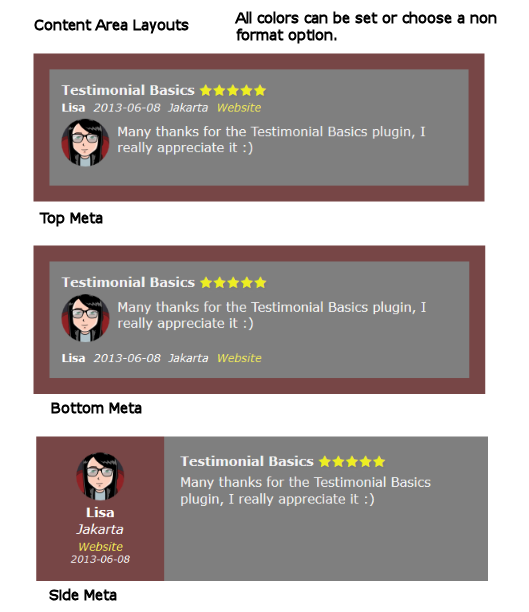 Content Area Layouts
All colors can be set or choose a non
format option.
Testimonial Basics ★★★★★
Lisa 2013-06-08 Jakarta Website
Many thanks for the Testimonial Basics plugin, I
really appreciate it :)
Top Meta
Testimonial Basics ★★★★★
Many thanks for the Testimonial Basics plugin, I
really appreciate it :)
Lisa 2013-06-08 Jakarta Website
Bottom Meta
Lisa
Jakarta
Website
2013-06-08
Testimonial Basics ★★★★★
Many thanks for the Testimonial Basics
plugin, I really appreciate it :)
Side Meta